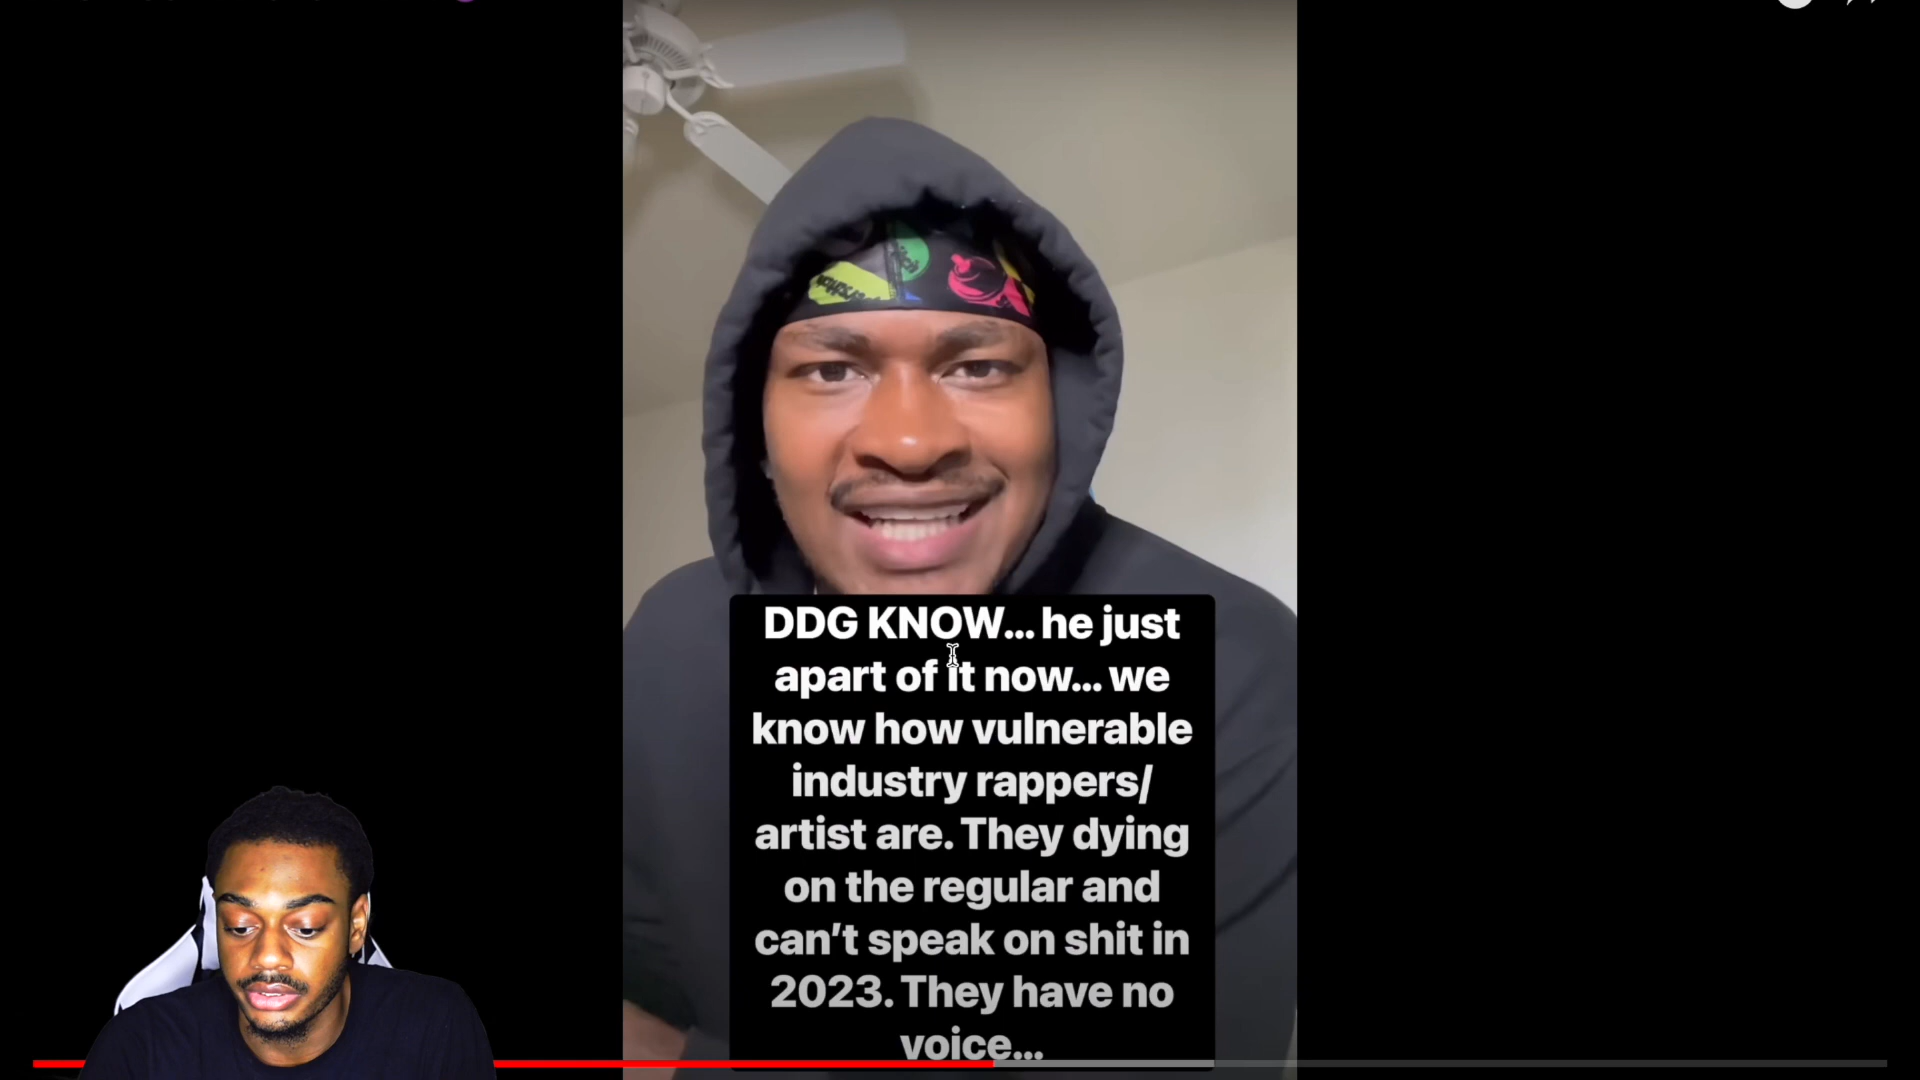 DDG KNOW... he just
apart of it now... we
know how vulnerable
industry rappers/
artist are. They dying
on the regular and
can't speak on shit in
2023. They have no
voice...